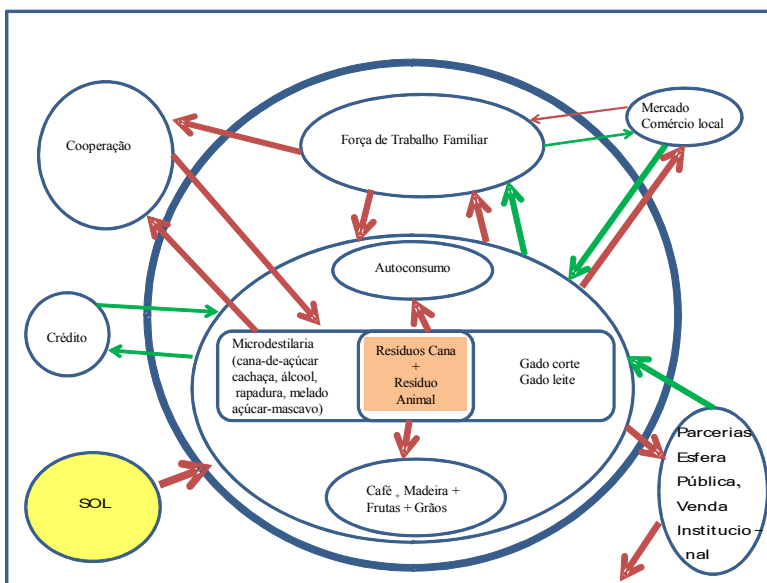 Cooperação
Força de Trabalho Familiar
Mercado
Comércio local
Autoconsumo
Crédito
Microdestilaria
(cana-de-açúcar
cachaça, álcool,
rapadura, melado
açúcar-mascavo)
Resíduos Cana
+
Resíduo
Animal
Gado corte
Gado leite
SOL
Café + Madeira +
Frutas + Grãos
Parcerias
Esfera
Pública,
Venda
Institucio –
nal